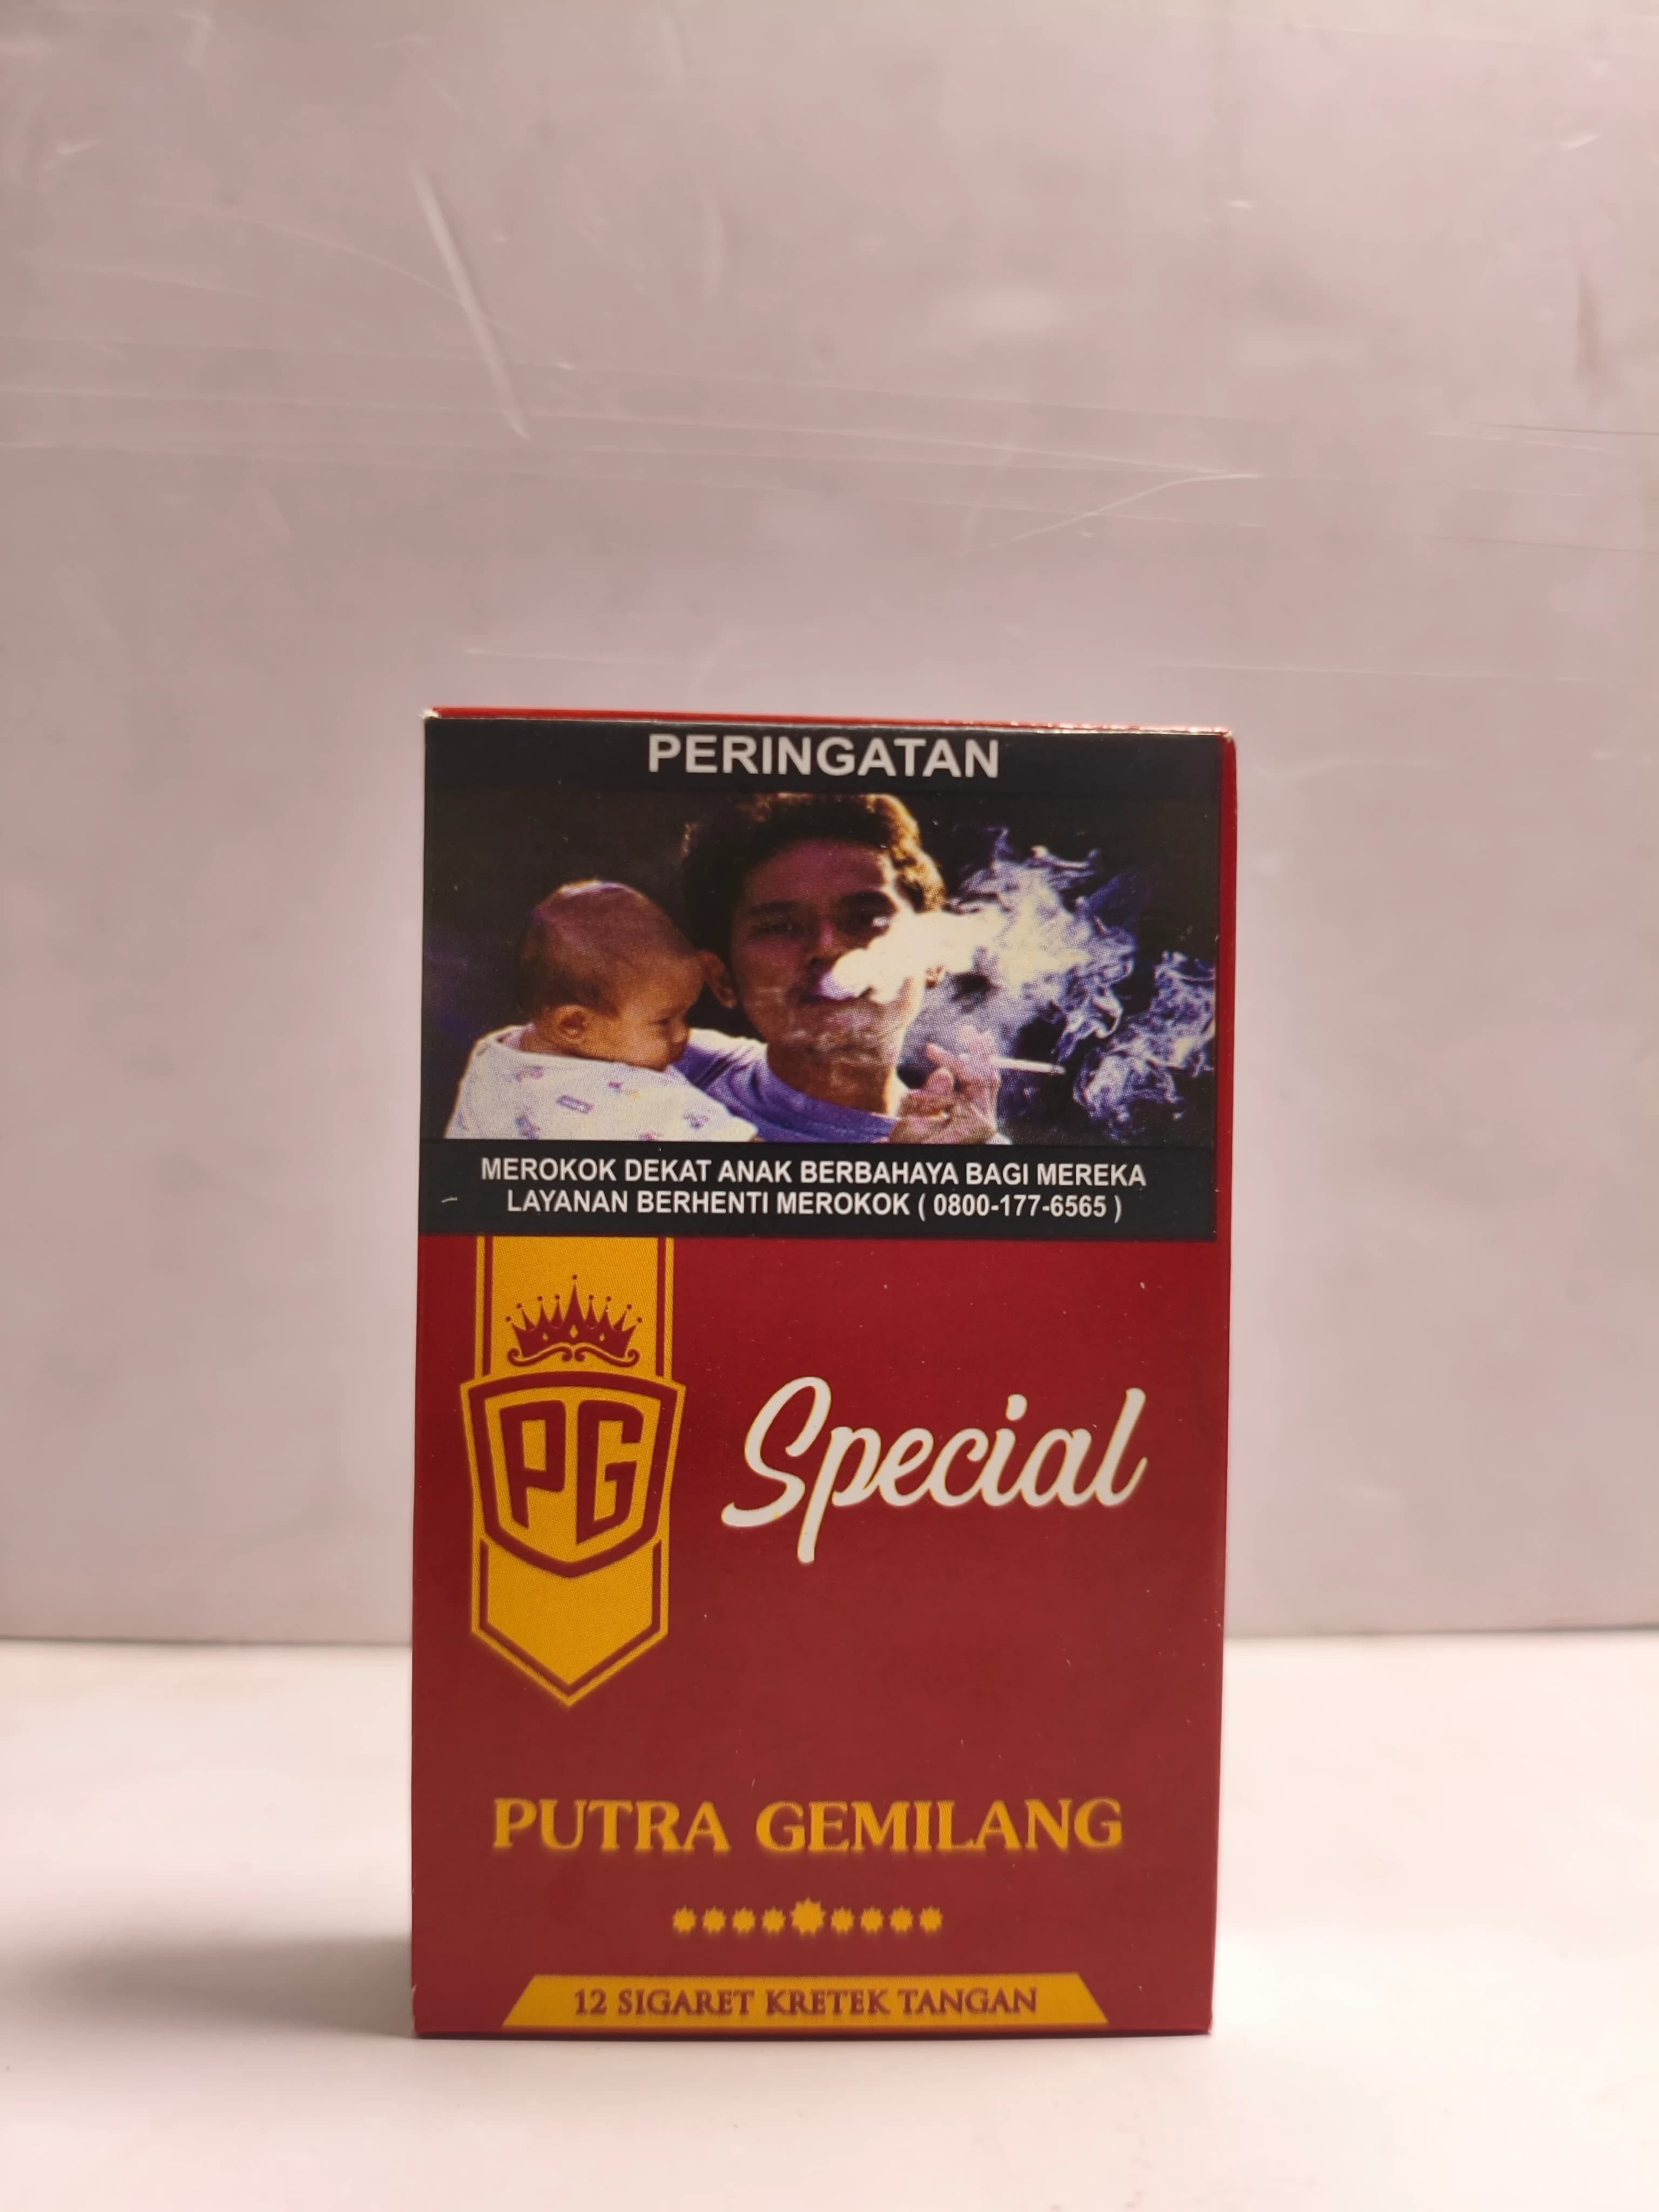 PERINGATAN
MEROKOK DEKAT ANAK BERBAHAYA BAGI MEREKA
LAYANAN BERHENTI MEROKOK ( 0800-177-6565 )
PG
Special
PUTRA GEMILANG
12 SIGARET KRETEK TANGAN